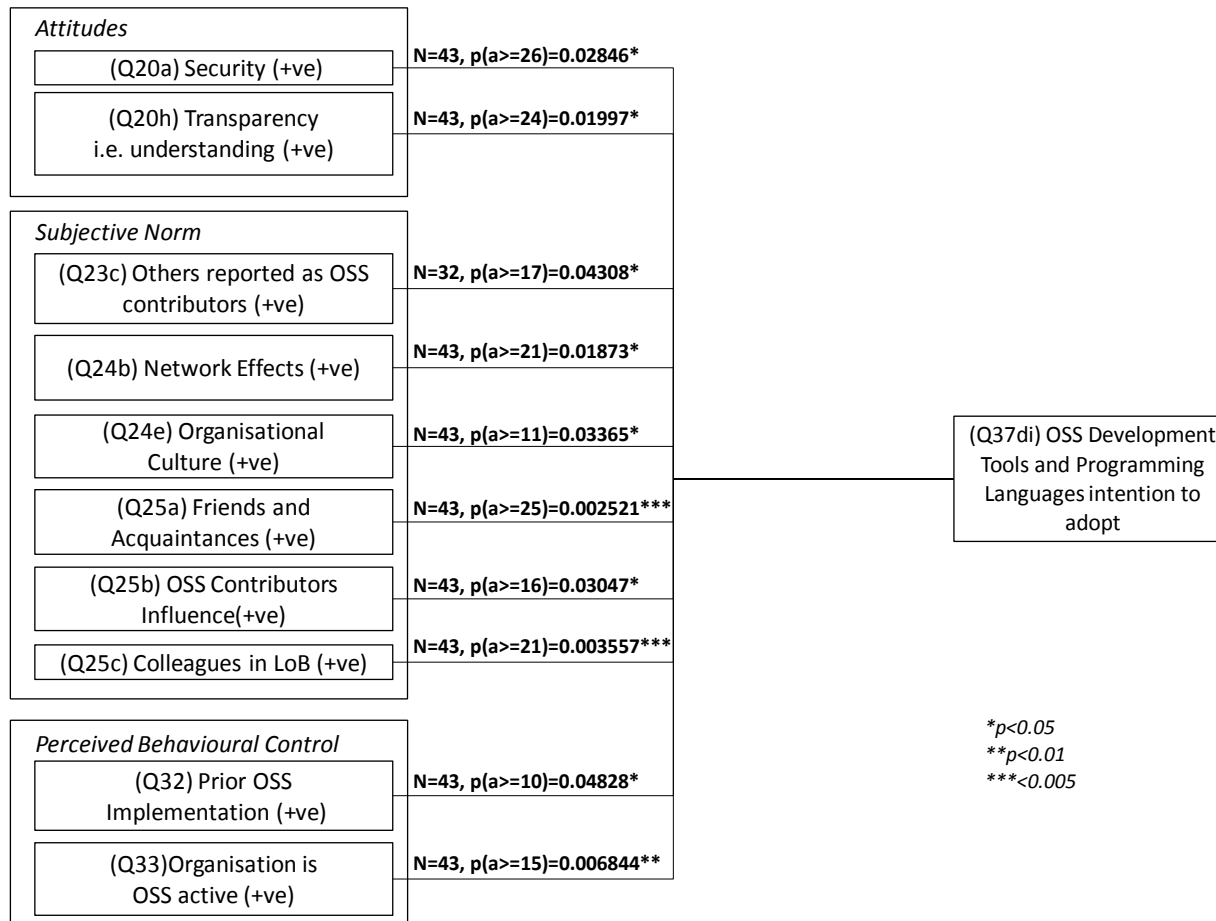 Attitudes
(Q20a) Security (+ve)
N=43, p(a>=26)=0.02846*
(Q20h) Transparency
i.e. understanding (+ve)
N=43, p(a>=24)=0.01997*
Subjective Norm
(Q23c) Others reported as OSS
contributors (+ve)
N=32, p(a>=17)=0.04308*
(Q24b) Network Effects (+ve)
N=43, p(a>=21)=0.01873*
(Q24e) Organisational
Culture (+ve)
N=43, p(a>=11)=0.03365*
(Q25a) Friends and
Acquaintances (+ve)
N=43, p(a>=25)=0.002521***
(Q25b) OSS Contributors
Influence(+ve)
N=43, p(a>=16)=0.03047*
(Q25c) Colleagues in LoB (+ve)
N=43, p(a>=21)=0.003557***
Perceived Behavioural Control
(Q32) Prior OSS
Implementation (+ve)
N=43, p(a>=10)=0.04828*
(Q33)Organisation is
OSS active (+ve)
N=43, p(a>=15)=0.006844**
(Q37di) OSS Development
Tools and Programming
Languages intention to
adopt
*p<0.05
**p<0.01
***<0.005